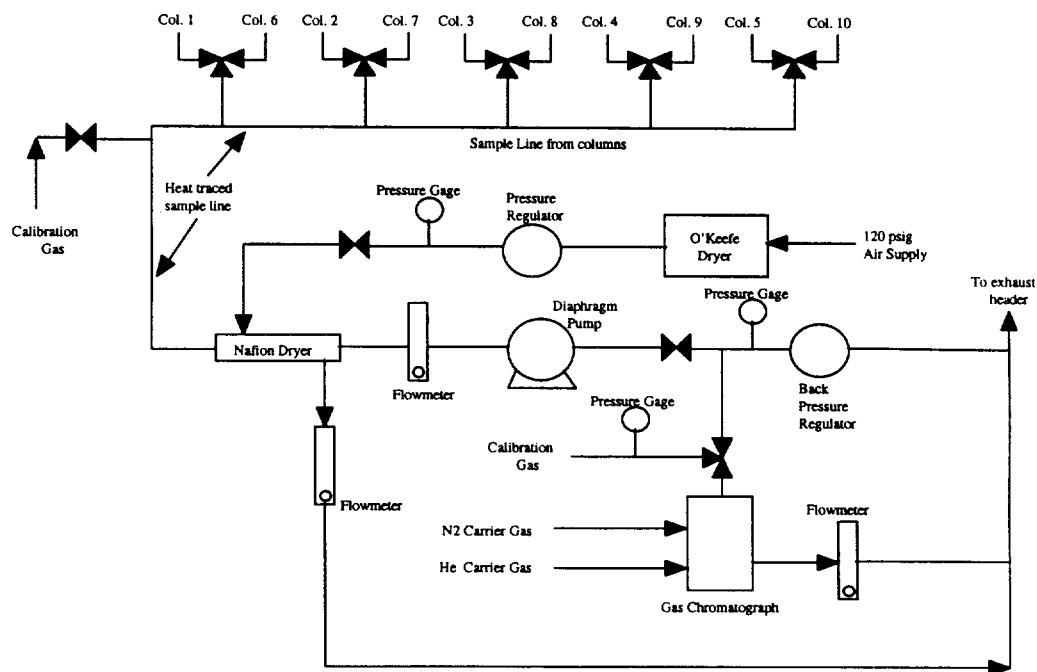 Col. 1 Col. 6 Col. 2 Col. 7 Col. 3 Col. 8 Col. 4 Col. 9 Col. 5 Col. 10
Sample Line from columns
Heat traced
sample line
Calibration
Gas
Pressure Gage
Pressure
Regulator
O'Keefe
Dryer
120 psig
Air Supply
To exhaust
header
Pressure Gage
Diaphragm
Pump
Nafion Dryer
Flowmeter
Back
Pressure
Regulator
Pressure Gage
Calibration
Gas
Flowmeter
Flowmeter
N2 Carrier Gas
He Carrier Gas
Gas Chromatograph